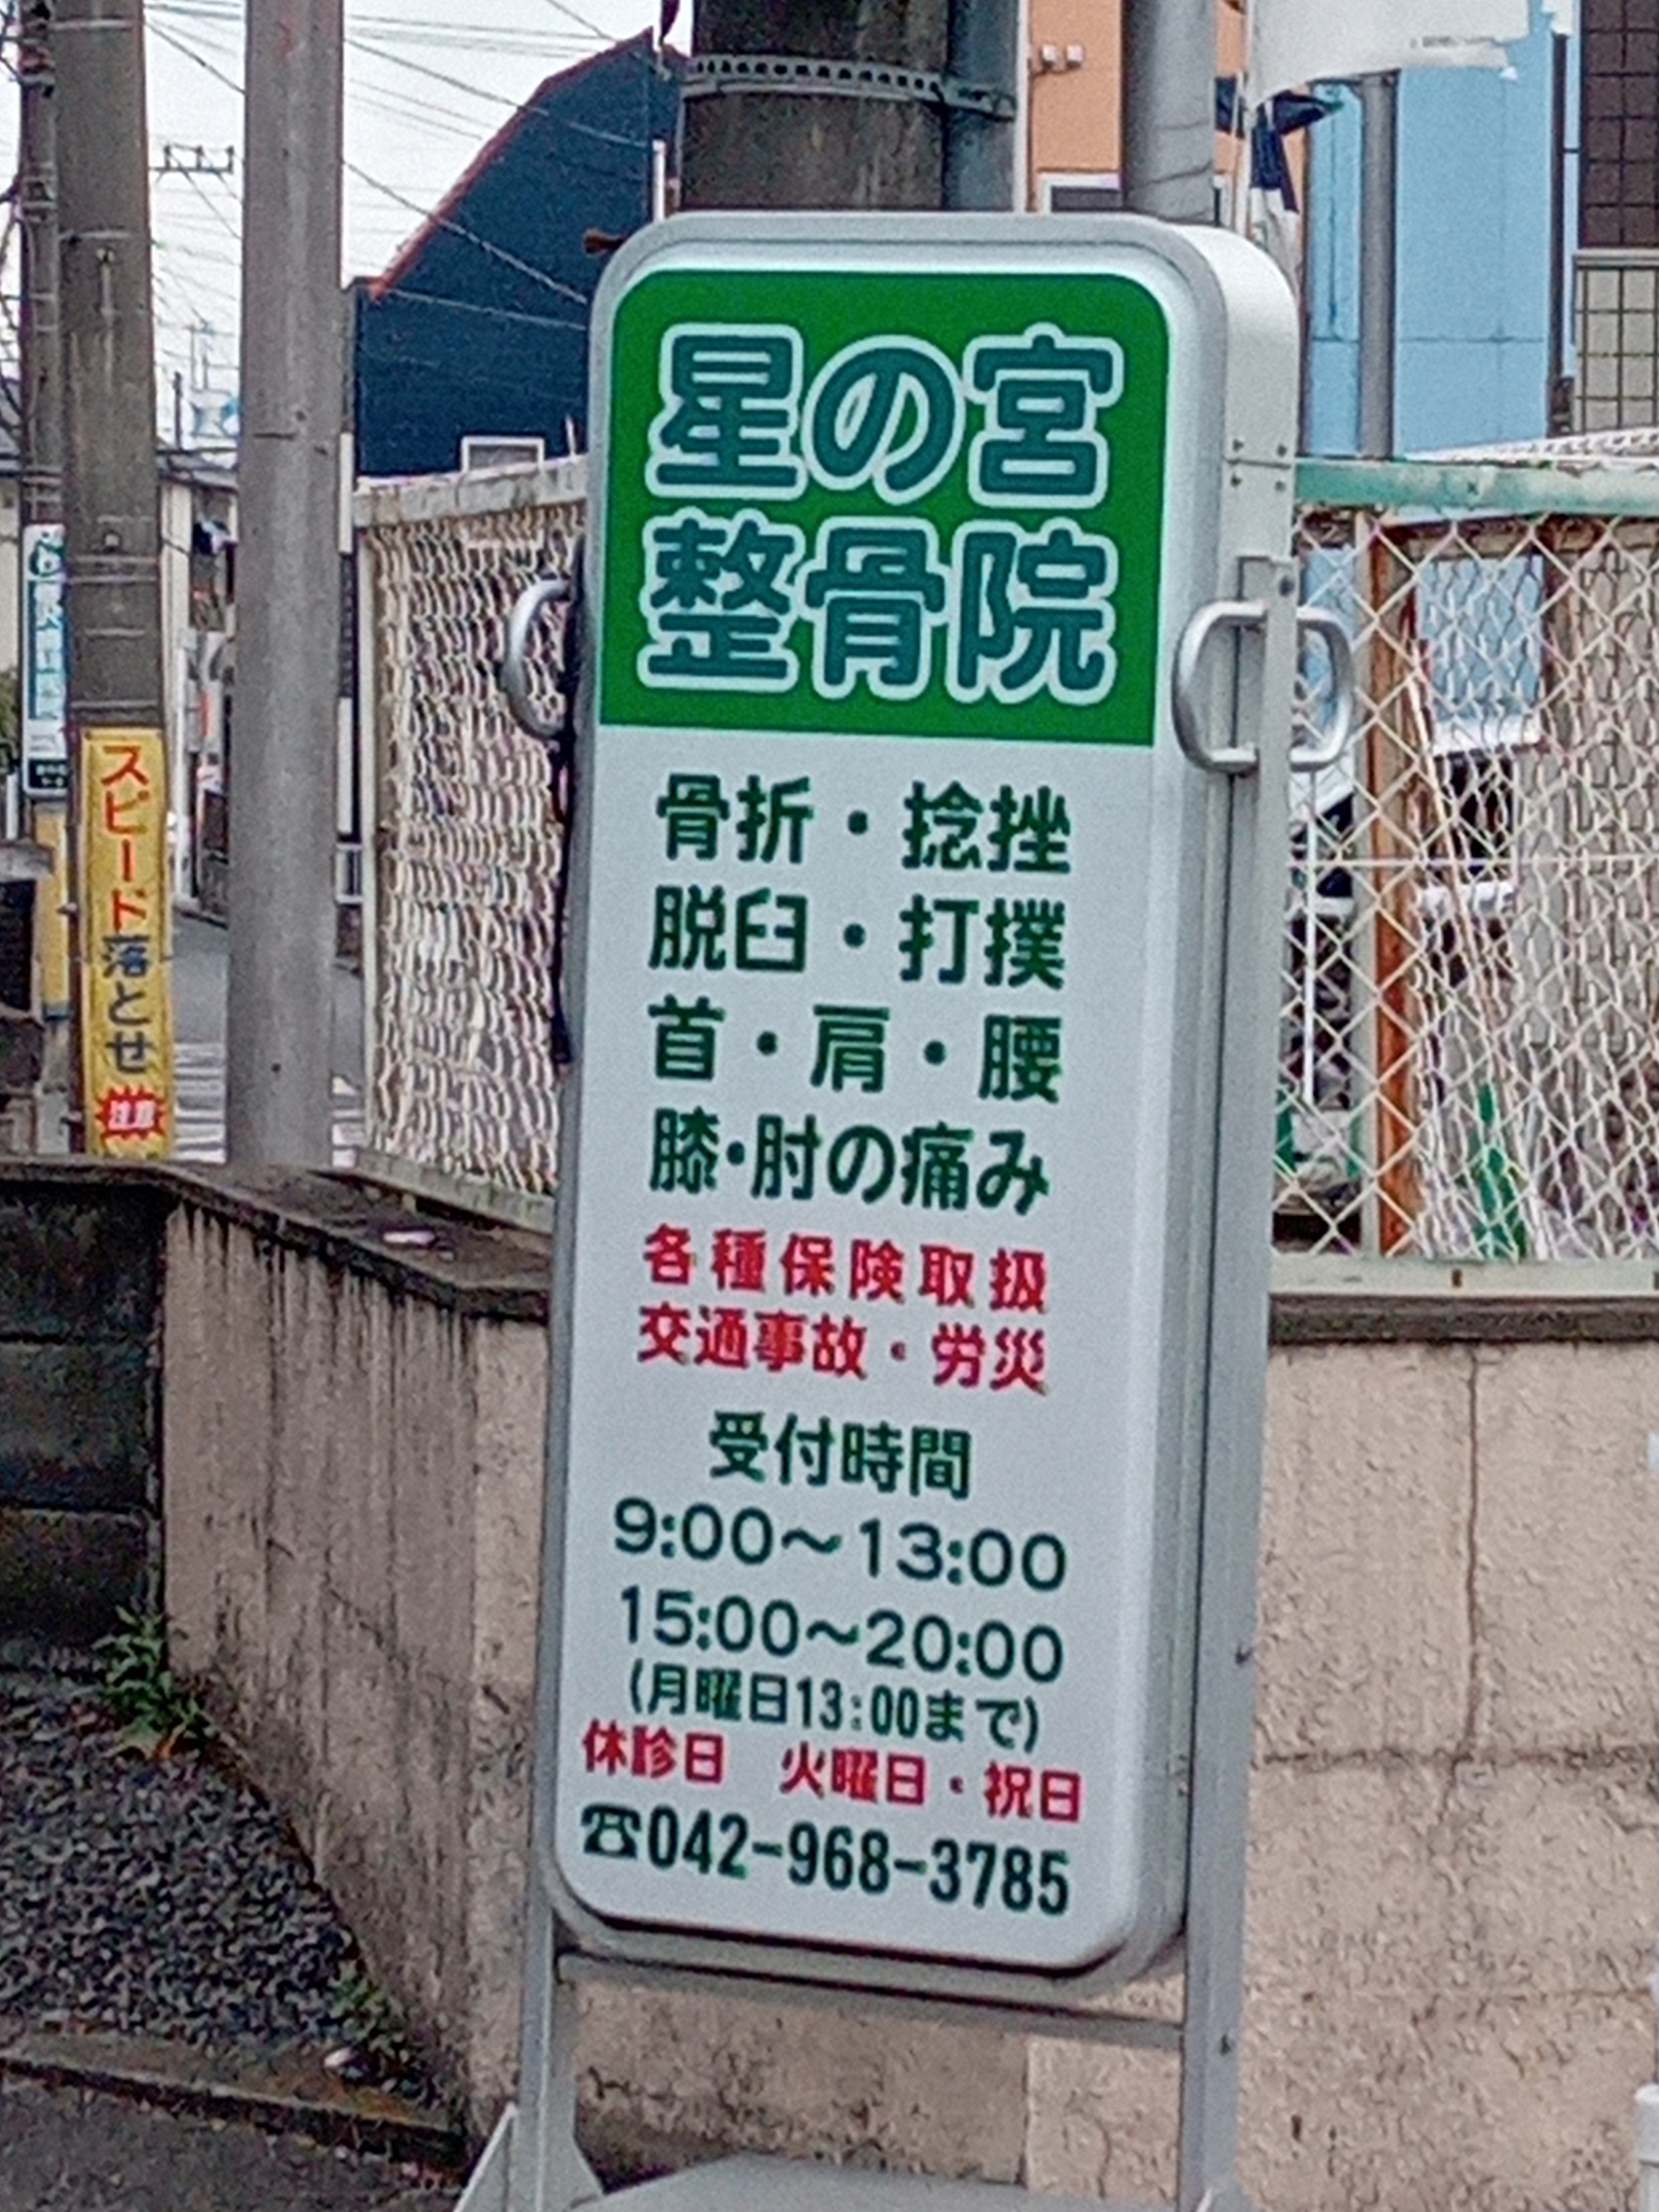 星の宮
整骨院
骨折・捻挫
脱臼・打撲
首・肩・腰
膝・肘の痛み
各種保険取扱
交通事故・労災
受付時間
9:00〜13:00
15:00〜20:00
(月曜日13:00まで)
休診日　火曜日・祝日
☎042-968-3785
スピード落とせ
注意